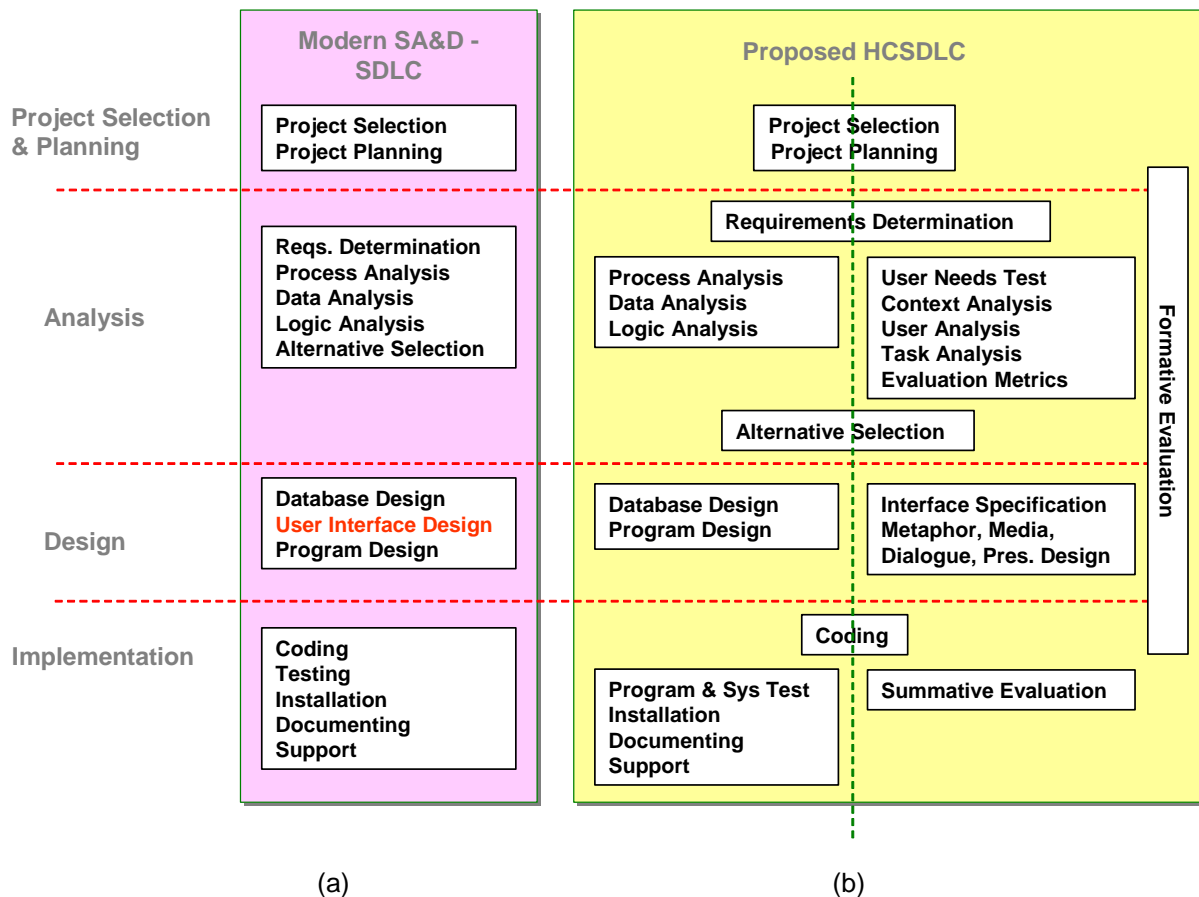 Modern SA&D -
SDLC
Proposed HCSDLC
Project Selection
& Planning
Project Selection
Project Planning
Project Selection
Project Planning
Analysis
Reqs. Determination
Process Analysis
Data Analysis
Logic Analysis
Alternative Selection
Requirements Determination
Process Analysis
Data Analysis
Logic Analysis
User Needs Test
Context Analysis
User Analysis
Task Analysis
Evaluation Metrics
Alternative Selection
Formative Evaluation
Design
Database Design
User Interface Design
Program Design
Database Design
Program Design
Interface Specification
Metaphor, Media,
Dialogue, Pres. Design
Implementation
Coding
Testing
Installation
Documenting
Support
Coding
Program & Sys Test
Installation
Documenting
Support
Summative Evaluation
(a)
(b)